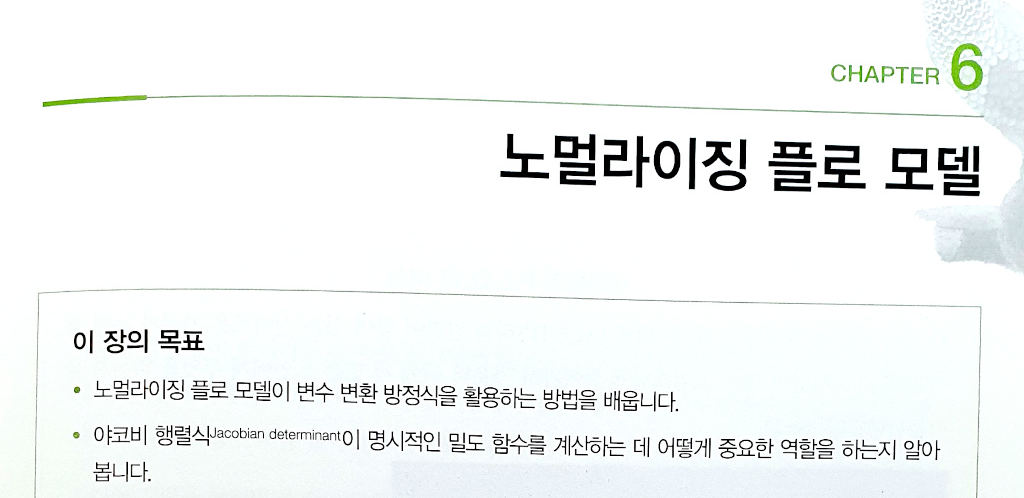 CHAPTER 6
노멀라이징 플로 모델
이 장의 목표
• 노멀라이징 플로 모델이 변수 변환 방정식을 활용하는 방법을 배웁니다.
• 야코비 행렬식Jacobian determinant이 명시적인 밀도 함수를 계산하는 데 어떻게 중요한 역할을 하는지 알아
봅니다.